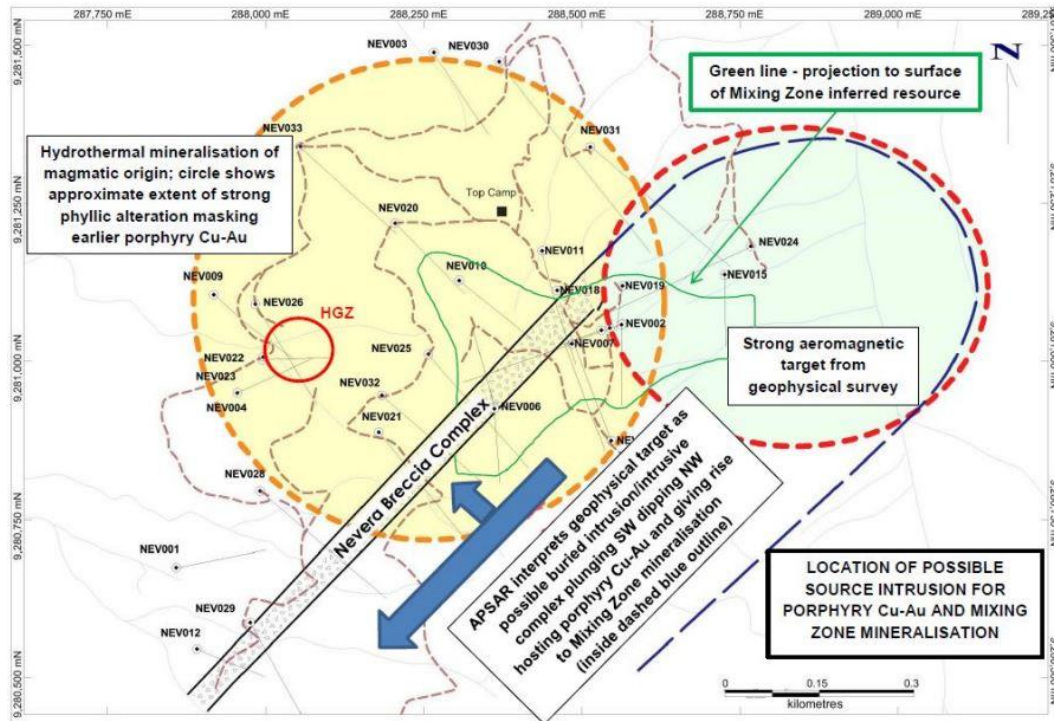 287,750 mE
288,000 mE
288,250 mE
288,500 mE
288,750 mE
289,000 mE
289,25
9,281,500 mN
9,281,250 mN
9,281,000 mN
9,280,750 mN
9,280,500 mN
N
NEV003
NEV030
Green line - projection to surface
of Mixing Zone inferred resource
NEV033
NEV031
Hydrothermal mineralisation of
magmatic origin; circle shows
approximate extent of strong
phyllic alteration masking
earlier porphyry Cu-Au
Top Camp
NEV020
NEV011
NEV024
NEV009
NEV010
NEV015
NEV026
NEV018
NEV019
HGZ
NEV002
NEV007
NEV022
NEV025
Strong aeromagnetic
target from
geophysical survey
NEV023
NEV004
NEV032
NEV006
NEV021
Nevera Breccia Complex
NEV028
APSAR interprets geophysical target as
possible buried intrusion/intrusive
complex plunging SW dipping NW
hosting porphyry Cu-Au and giving rise
to Mixing Zone mineralisation
(inside dashed blue outline)
NEV001
LOCATION OF POSSIBLE
SOURCE INTRUSION FOR
PORPHYRY Cu-Au AND MIXING
ZONE MINERALISATION
NEV029
NEV012
0 0.15 0.3
kilometres